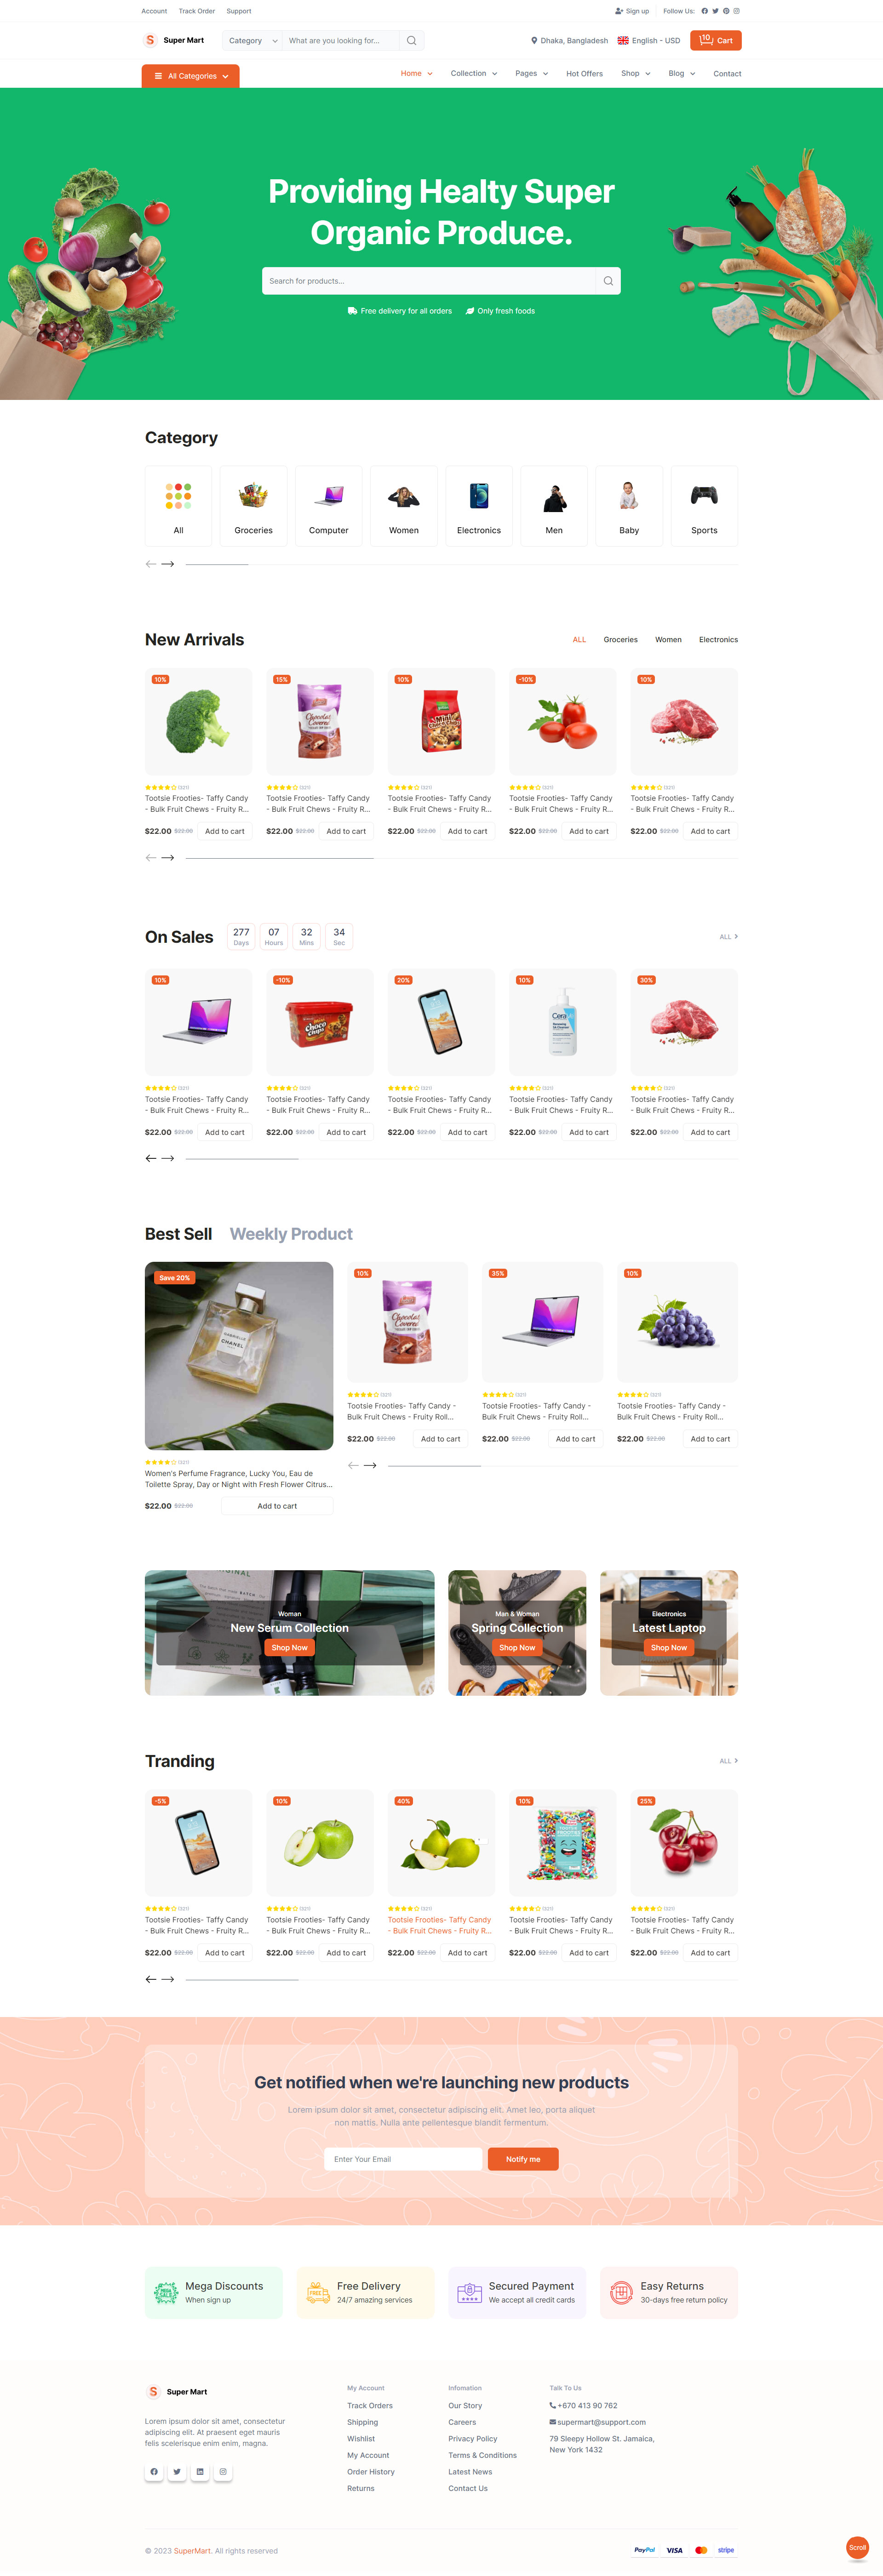 Account Track Order Support Sign up Follow Us:
S Super Mart Category What are you looking for... Dhaka, Bangladesh English - USD 10 Cart
All Categories Home Collection Pages Hot Offers Shop Blog Contact
Providing Healty Super
Organic Produce.
Search for products...
Free delivery for all orders Only fresh foods
Category
All Groceries Computer Women Electronics Men Baby Sports
New Arrivals ALL Groceries Women Electronics
10% 15% 10% -10% 10%
Chocolate Covered
Mini
(321) (321) (321) (321) (321)
Tootsie Frooties- Taffy Candy Tootsie Frooties- Taffy Candy Tootsie Frooties- Taffy Candy Tootsie Frooties- Taffy Candy Tootsie Frooties- Taffy Candy
- Bulk Fruit Chews - Fruity R... - Bulk Fruit Chews - Fruity R... - Bulk Fruit Chews - Fruity R... - Bulk Fruit Chews - Fruity R... - Bulk Fruit Chews - Fruity R...
$22.00 $22.00 Add to cart $22.00 $22.00 Add to cart $22.00 $22.00 Add to cart $22.00 $22.00 Add to cart $22.00 $22.00 Add to cart
On Sales 277 07 32 34 ALL
Days Hours Mins Sec
10% -10% 20% 10% 30%
choco chips
Cera
(321) (321) (321) (321) (321)
Tootsie Frooties- Taffy Candy Tootsie Frooties- Taffy Candy Tootsie Frooties- Taffy Candy Tootsie Frooties- Taffy Candy Tootsie Frooties- Taffy Candy
- Bulk Fruit Chews - Fruity R... - Bulk Fruit Chews - Fruity R... - Bulk Fruit Chews - Fruity R... - Bulk Fruit Chews - Fruity R... - Bulk Fruit Chews - Fruity R...
$22.00 $22.00 Add to cart $22.00 $22.00 Add to cart $22.00 $22.00 Add to cart $22.00 $22.00 Add to cart $22.00 $22.00 Add to cart
Best Sell Weekly Product
Save 20% 10% 35% 10%
GABRIELLE
CHANEL
Chocolate Covered
(321) (321) (321)
Tootsie Frooties- Taffy Candy - Tootsie Frooties- Taffy Candy - Tootsie Frooties- Taffy Candy -
Bulk Fruit Chews - Fruity Roll... Bulk Fruit Chews - Fruity Roll... Bulk Fruit Chews - Fruity Roll...
$22.00 $22.00 Add to cart $22.00 $22.00 Add to cart $22.00 $22.00 Add to cart
(321)
Women's Perfume Fragrance, Lucky You, Eau de
Toilette Spray, Day or Night with Fresh Flower Citrus...
$22.00 $22.00 Add to cart
Woman Man & Woman Electronics
New Serum Collection Spring Collection Latest Laptop
Shop Now Shop Now Shop Now
Tranding ALL
-5% 10% 40% 10% 25%
(321) (321) (321) (321) (321)
Tootsie Frooties- Taffy Candy Tootsie Frooties- Taffy Candy Tootsie Frooties- Taffy Candy Tootsie Frooties- Taffy Candy Tootsie Frooties- Taffy Candy
- Bulk Fruit Chews - Fruity R... - Bulk Fruit Chews - Fruity R... - Bulk Fruit Chews - Fruity R... - Bulk Fruit Chews - Fruity R... - Bulk Fruit Chews - Fruity R...
$22.00 $22.00 Add to cart $22.00 $22.00 Add to cart $22.00 $22.00 Add to cart $22.00 $22.00 Add to cart $22.00 $22.00 Add to cart
Get notified when we're launching new products
Lorem ipsum dolor sit amet, consectetur adipiscing elit. Amet leo, porta aliquet
non mattis. Nulla ante pellentesque blandit fermentum.
Enter Your Email Notify me
Mega Discounts Free Delivery Secured Payment Easy Returns
When sign up 24/7 amazing services We accept all credit cards 30-days free return policy
S Super Mart
Lorem ipsum dolor sit amet, consectetur
adipiscing elit. At praesent eget mauris
felis scelerisque enim enim, magna.
My Account
Track Orders
Shipping
Wishlist
My Account
Order History
Returns
Infomation
Our Story
Careers
Privacy Policy
Terms & Conditions
Latest News
Contact Us
Talk To Us
+670 413 90 762
supermart@support.com
79 Sleepy Hollow St. Jamaica,
New York 1432
© 2023 SuperMart. All rights reserved PayPal VISA stripe
Scroll